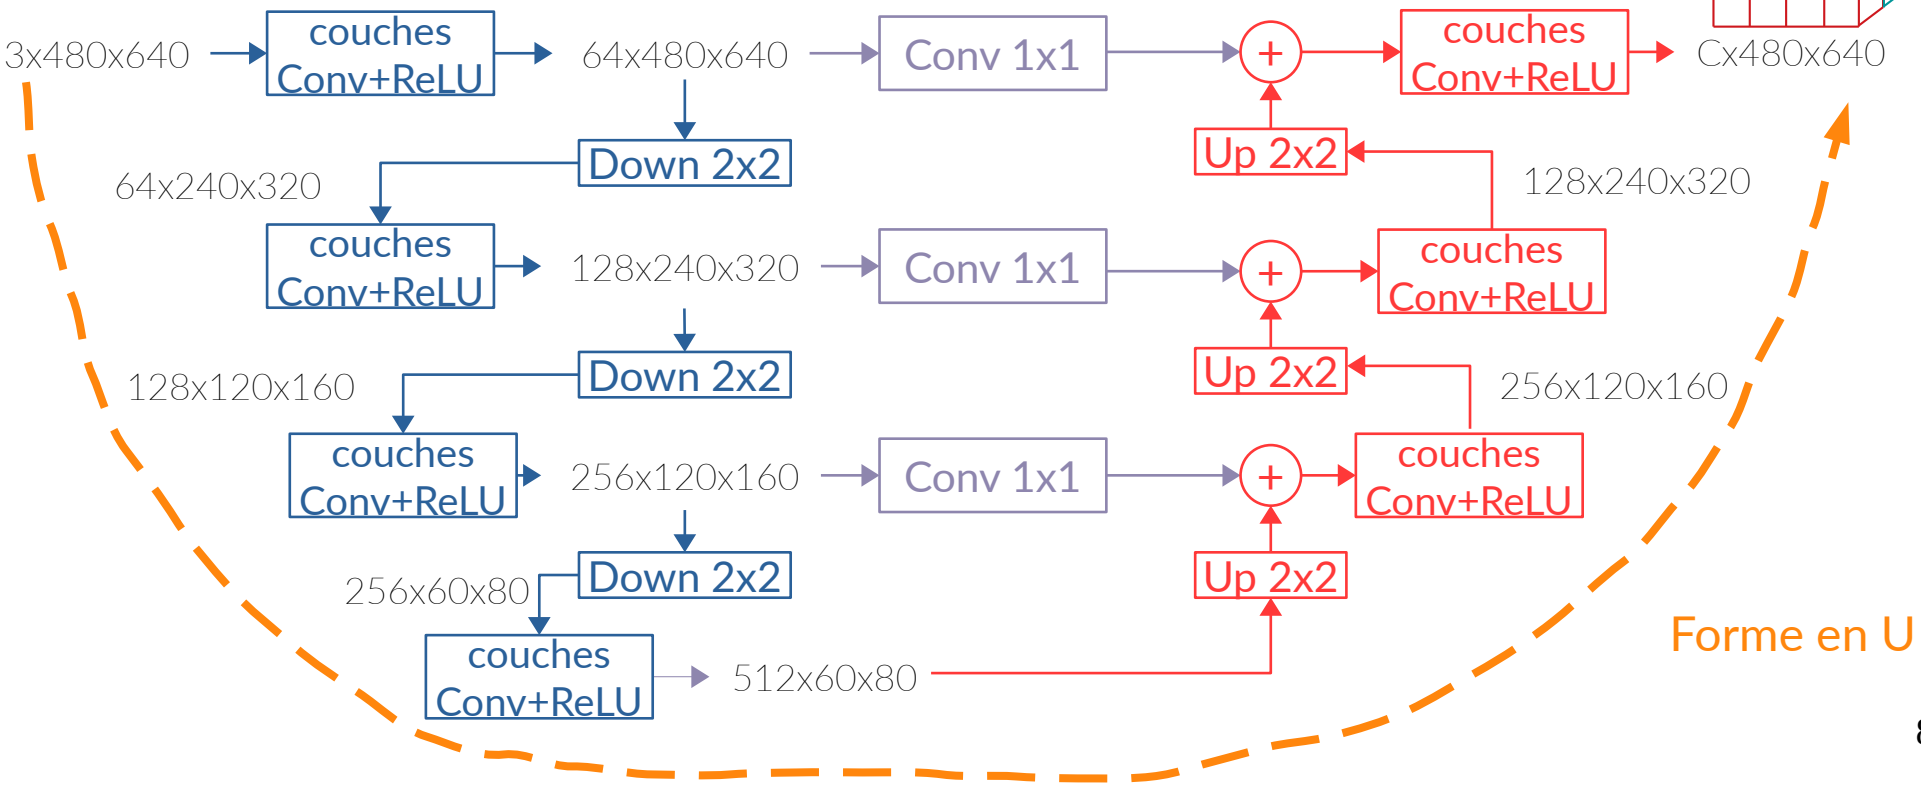 couches
Conv+ReLU
3x480x640
64x480x640
Conv 1x1
+
couches
Conv+ReLU
Cx480x640
Down 2x2
Up 2x2
64x240x320
128x240x320
couches
Conv+ReLU
128x240x320
Conv 1x1
+
couches
Conv+ReLU
Down 2x2
Up 2x2
128x120x160
256x120x160
couches
Conv+ReLU
256x120x160
Conv 1x1
+
couches
Conv+ReLU
Down 2x2
Up 2x2
256x60x80
Forme en U
couches
Conv+ReLU
512x60x80